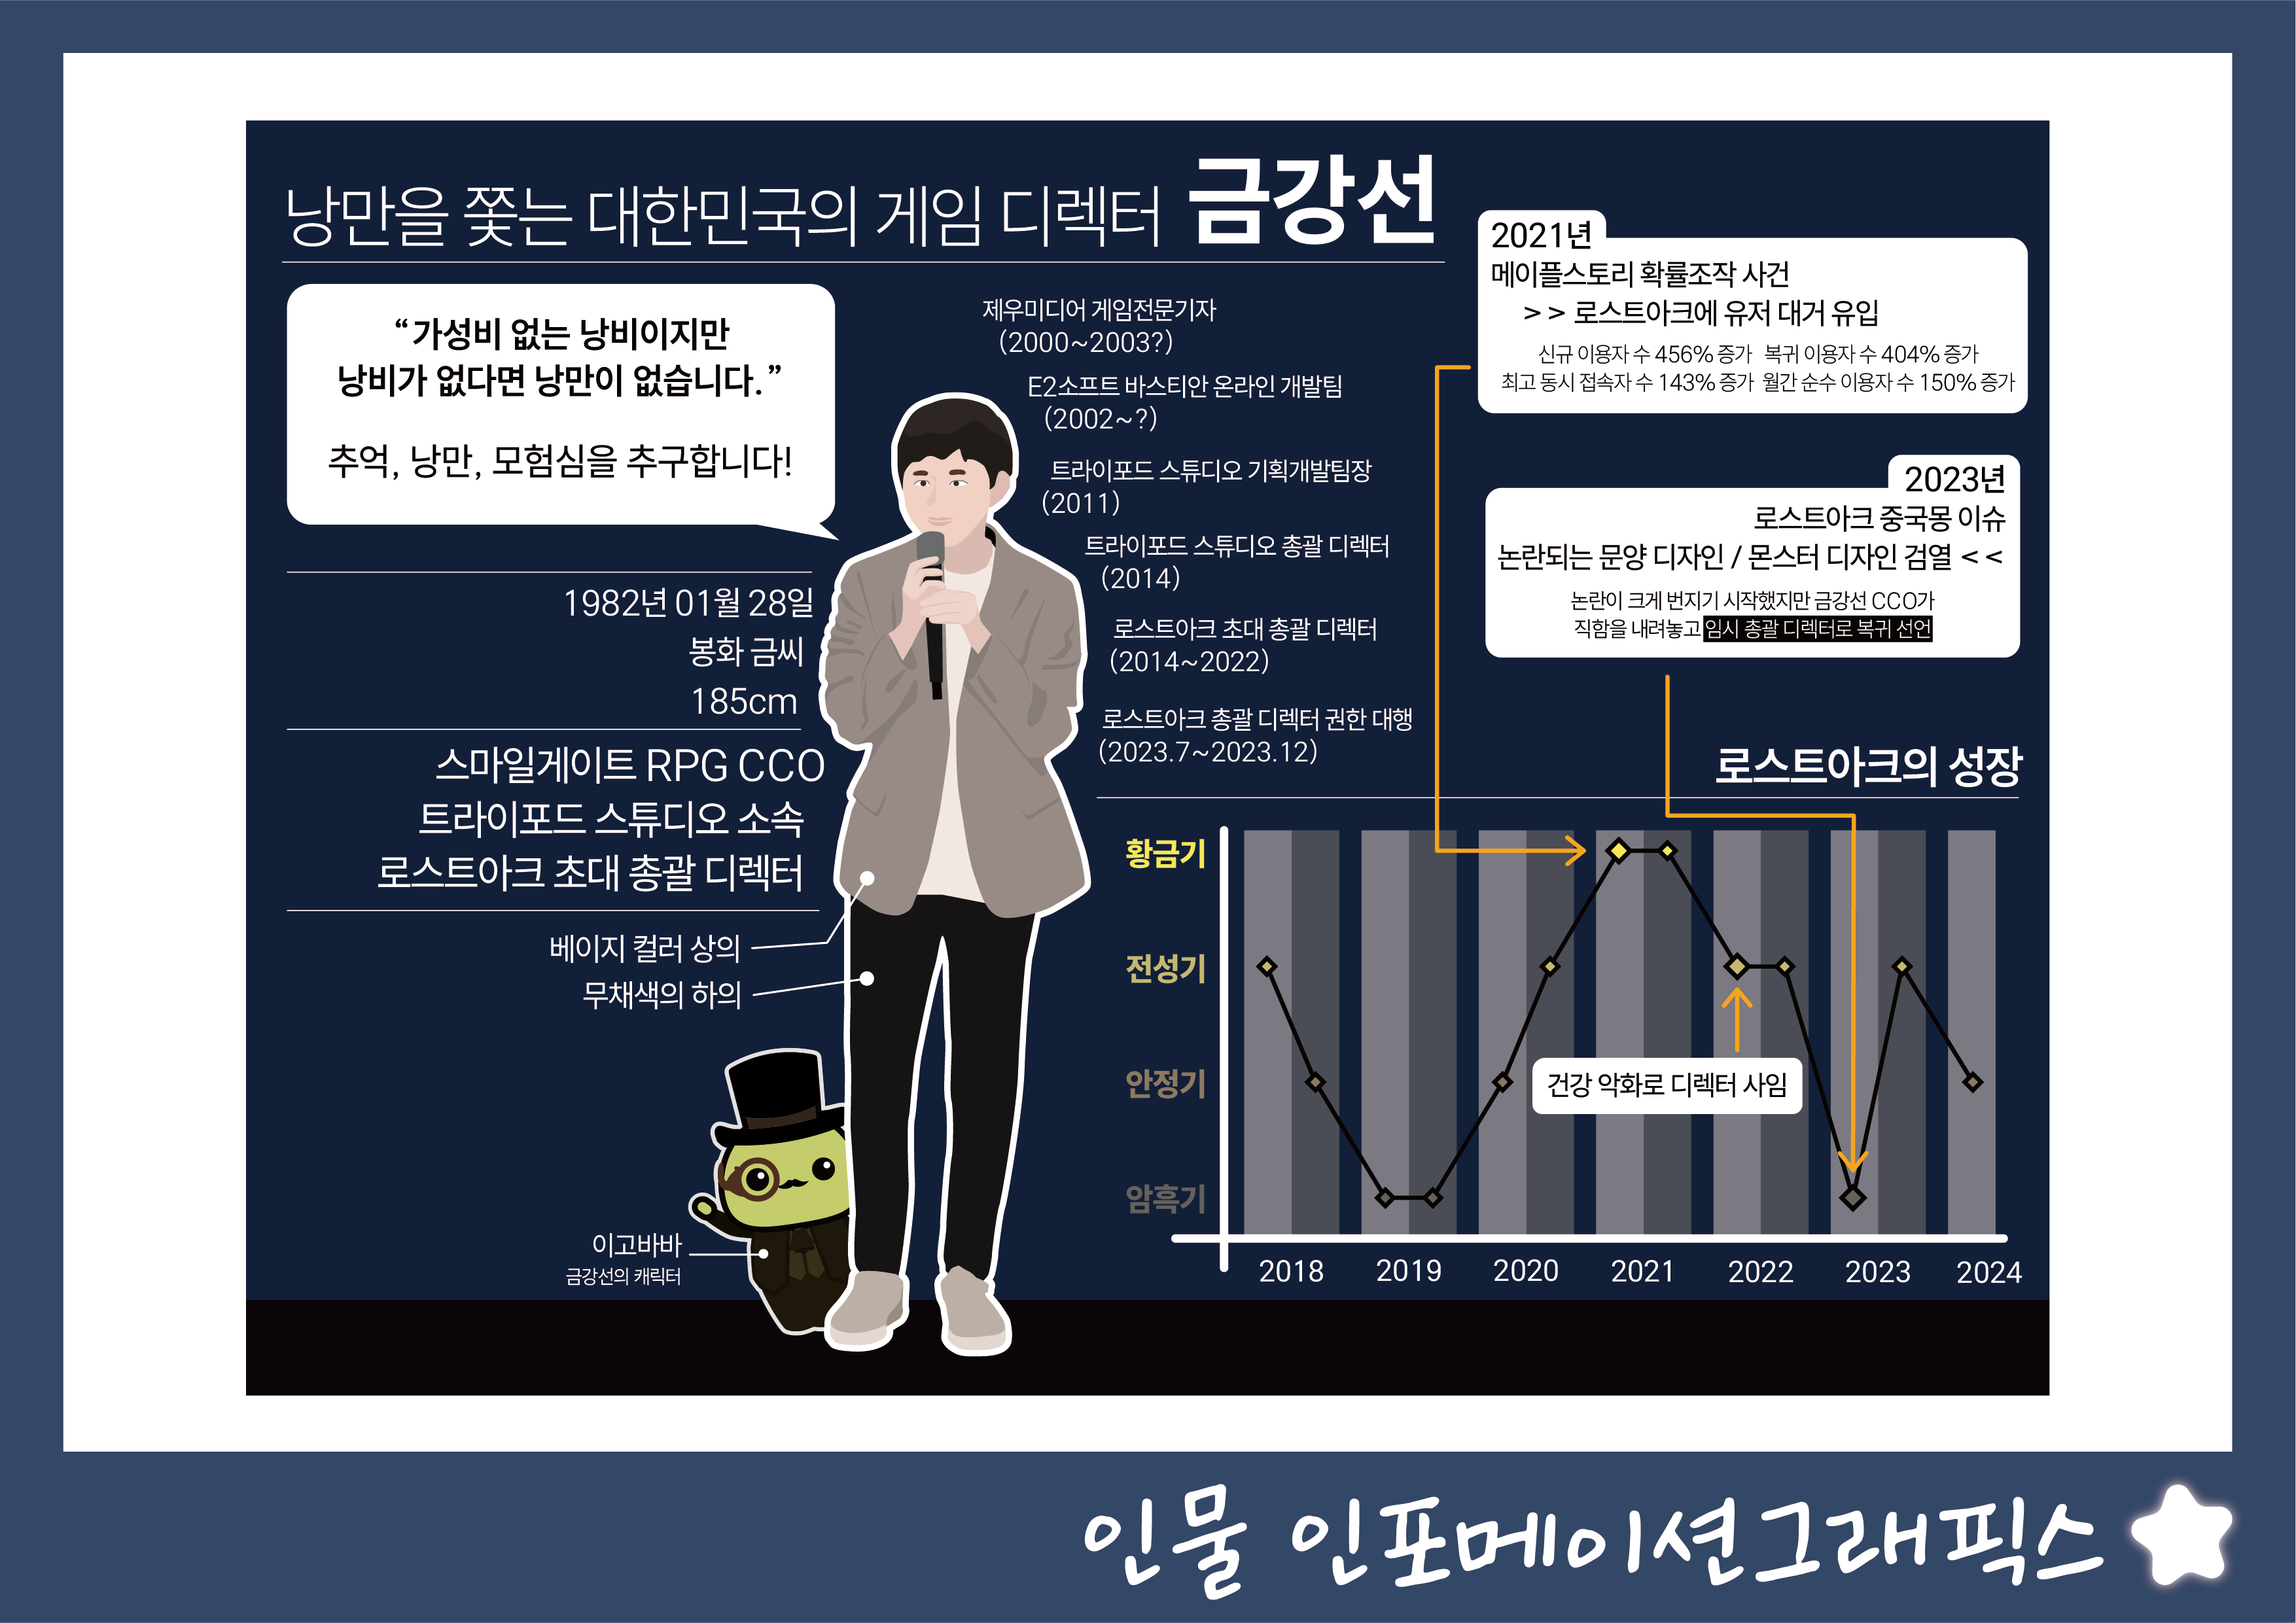 낭만을 쫓는 대한민국의 게임 디렉터 금강선
“가성비 없는 낭비이지만
낭비가 없다면 낭만이 없습니다.”
추억, 낭만, 모험심을 추구합니다!
1982년 01월 28일
봉화 금씨
185cm
스마일게이트 RPG CCO
트라이포드 스튜디오 소속
로스트아크 초대 총괄 디렉터
베이지 컬러 상의
무채색의 하의
이고바바
금강선의 캐릭터
제우미디어 게임전문기자
(2000~2003?)
E2소프트 바스티안 온라인 개발팀
(2002~?)
트라이포드 스튜디오 기획개발팀장
(2011)
트라이포드 스튜디오 총괄 디렉터
(2014)
로스트아크 초대 총괄 디렉터
(2014~2022)
로스트아크 총괄 디렉터 권한 대행
(2023.7~2023.12)
2021년
메이플스토리 확률조작 사건
>> 로스트아크에 유저 대거 유입
신규 이용자 수 456% 증가 복귀 이용자 수 404% 증가
최고 동시 접속자 수 143% 증가 월간 순수 이용자 수 150% 증가
2023년
로스트아크 중국몽 이슈
논란되는 문양 디자인 / 몬스터 디자인 검열 <<
논란이 크게 번지기 시작했지만 금강선 CCO가
직함을 내려놓고 임시 총괄 디렉터로 복귀 선언
로스트아크의 성장
황금기
전성기
안정기
암흑기
건강 악화로 디렉터 사임
2018 2019 2020 2021 2022 2023 2024
인물 인포메이션그래픽스